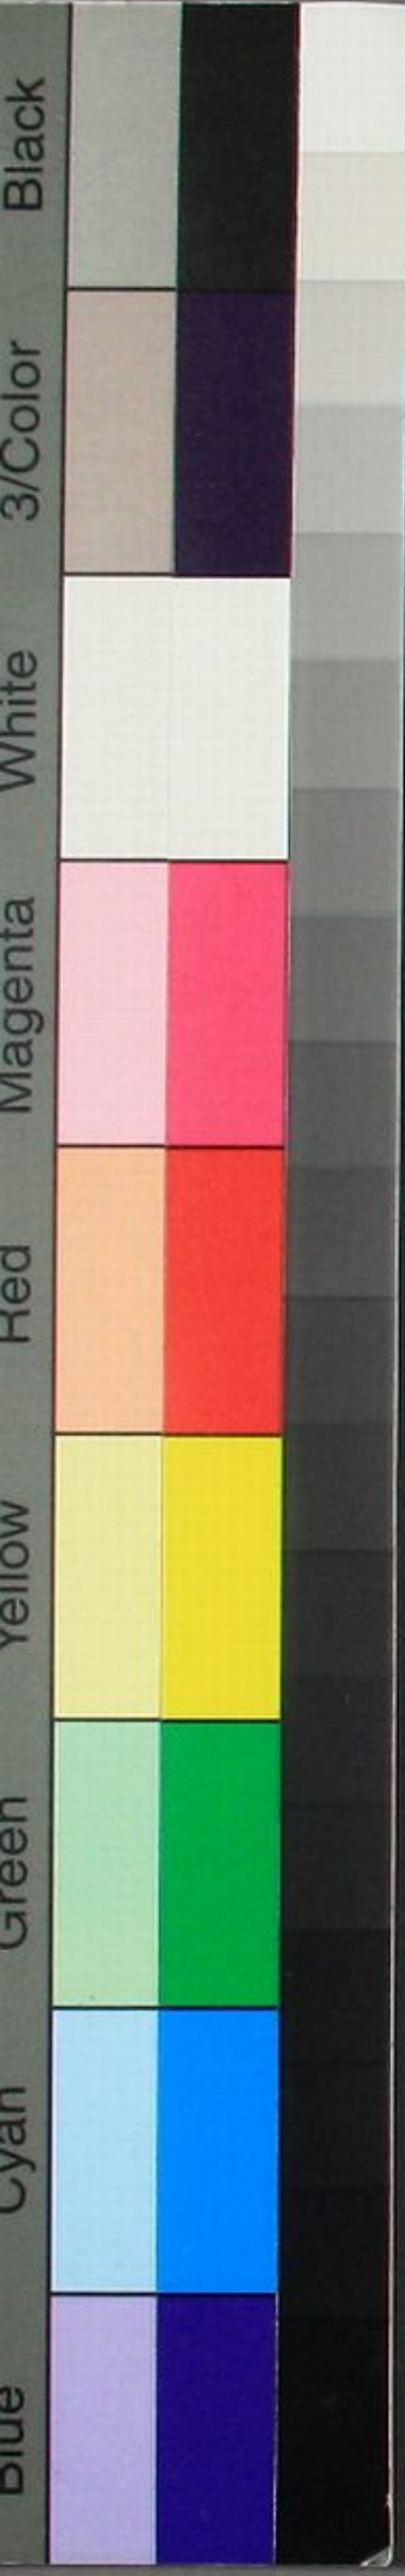 Black
3/Color
White
Magenta
Red
Yellow
Green
Cyan
Blue